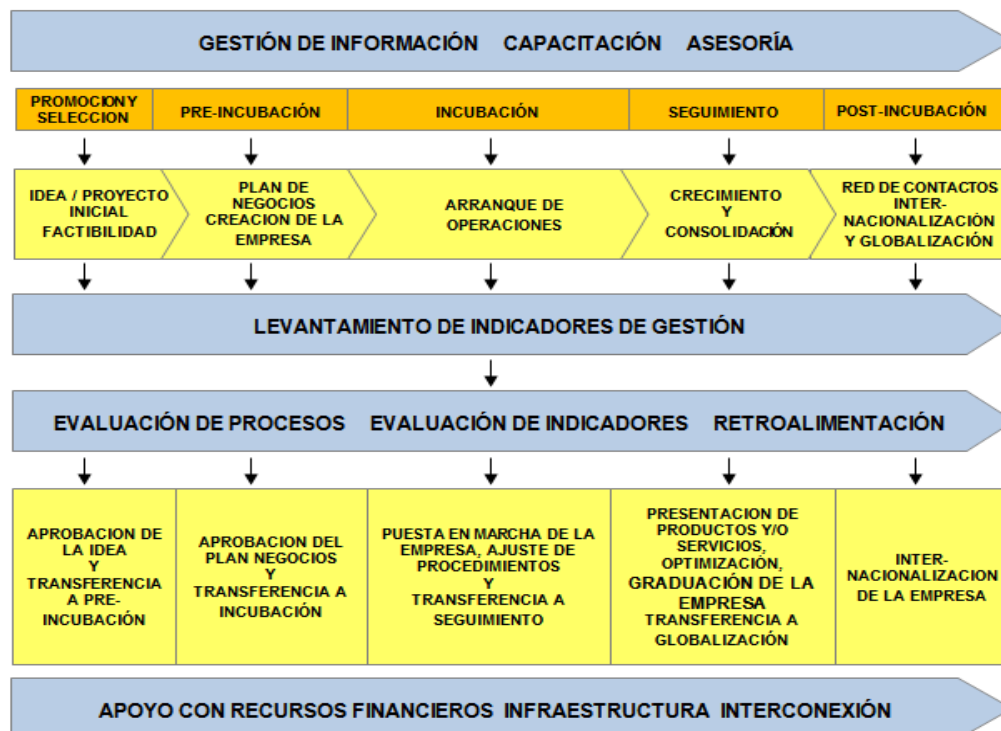 GESTIÓN DE INFORMACIÓN CAPACITACIÓN ASESORÍA
PROMOCION Y
SELECCION
PRE-INCUBACIÓN
INCUBACIÓN
SEGUIMIENTO
POST-INCUBACIÓN
IDEA / PROYECTO
INICIAL
FACTIBILIDAD
PLAN DE
NEGOCIOS
CREACION DE LA
EMPRESA
ARRANQUE DE
OPERACIONES
CRECIMIENTO
Y
CONSOLIDACIÓN
RED DE CONTACTOS
INTER-
NACIONALIZACIÓN
Y GLOBALIZACIÓN
LEVANTAMIENTO DE INDICADORES DE GESTIÓN
EVALUACIÓN DE PROCESOS EVALUACIÓN DE INDICADORES RETROALIMENTACIÓN
APROBACION DE
LA IDEA
Y
TRANSFERENCIA
A PRE-
INCUBACIÓN
APROBACION DEL
PLAN NEGOCIOS
Y
TRANSFERENCIA A
INCUBACIÓN
PUESTA EN MARCHA DE LA
EMPRESA, AJUSTE DE
PROCEDIMIENTOS
Y
TRANSFERENCIA A
SEGUIMIENTO
PRESENTACION DE
PRODUCTOS Y/O
SERVICIOS,
OPTIMIZACIÓN,
GRADUACIÓN DE LA
EMPRESA
TRANSFERENCIA A
GLOBALIZACIÓN
INTER-
NACIONALIZACION
DE LA EMPRESA
APOYO CON RECURSOS FINANCIEROS INFRAESTRUCTURA INTERCONEXIÓN